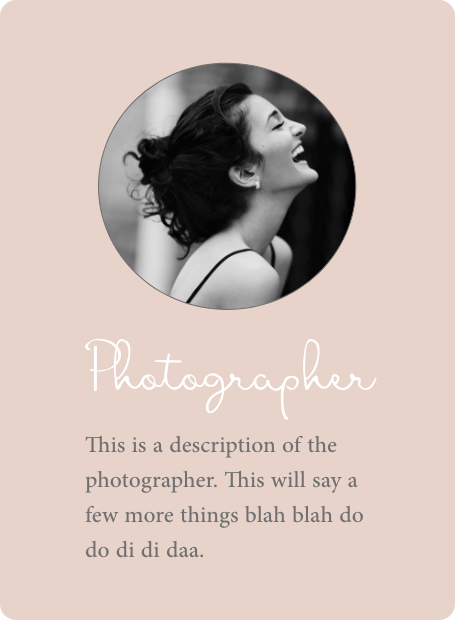 Photographer
This is a description of the
photographer. This will say a
few more things blah blah do
do di di daa.